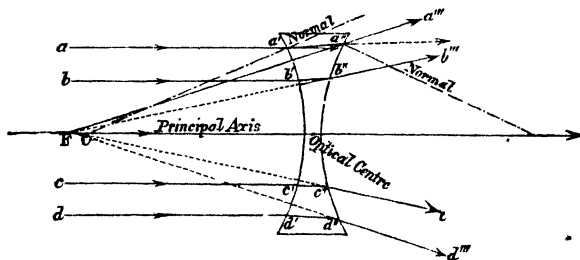 a
a'
Normal
a"
a'''
b
b'
b"
b'''
Normal
F
C
Principal Axis
Optical Centre
c
c'
c"
d
d'
d"
d'''